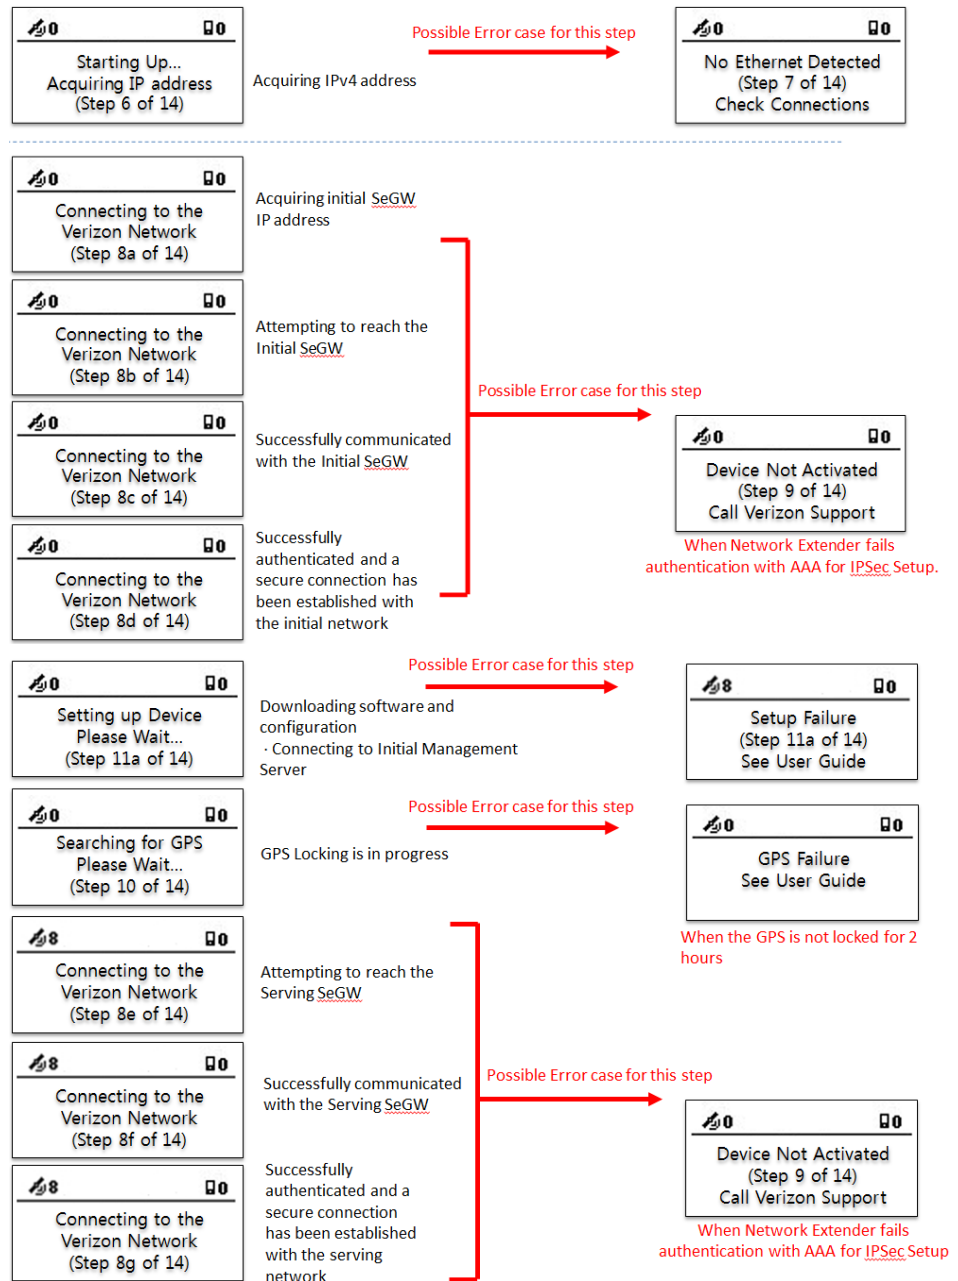 0 0
Starting Up...
Acquiring IP address
(Step 6 of 14)
Acquiring IPv4 address
Possible Error case for this step
0 0
No Ethernet Detected
(Step 7 of 14)
Check Connections
0 0
Connecting to the
Verizon Network
(Step 8a of 14)
Acquiring initial SeGW
IP address
0 0
Connecting to the
Verizon Network
(Step 8b of 14)
Attempting to reach the
Initial SeGW
0 0
Connecting to the
Verizon Network
(Step 8c of 14)
Successfully communicated
with the Initial SeGW
0 0
Connecting to the
Verizon Network
(Step 8d of 14)
Successfully
authenticated and a
secure connection has
been established with
the initial network
Possible Error case for this step
0 0
Device Not Activated
(Step 9 of 14)
Call Verizon Support
When Network Extender fails
authentication with AAA for IPSec Setup.
0 0
Setting up Device
Please Wait...
(Step 11a of 14)
Downloading software and
configuration
· Connecting to Initial Management
Server
Possible Error case for this step
8 0
Setup Failure
(Step 11a of 14)
See User Guide
0 0
Searching for GPS
Please Wait...
(Step 10 of 14)
GPS Locking is in progress
Possible Error case for this step
0 0
GPS Failure
See User Guide
When the GPS is not locked for 2
hours
8 0
Connecting to the
Verizon Network
(Step 8e of 14)
Attempting to reach the
Serving SeGW
8 0
Connecting to the
Verizon Network
(Step 8f of 14)
Successfully communicated
with the Serving SeGW
8 0
Connecting to the
Verizon Network
(Step 8g of 14)
Successfully
authenticated and a
secure connection
has been established
with the serving
network
Possible Error case for this step
0 0
Device Not Activated
(Step 9 of 14)
Call Verizon Support
When Network Extender fails
authentication with AAA for IPSec Setup